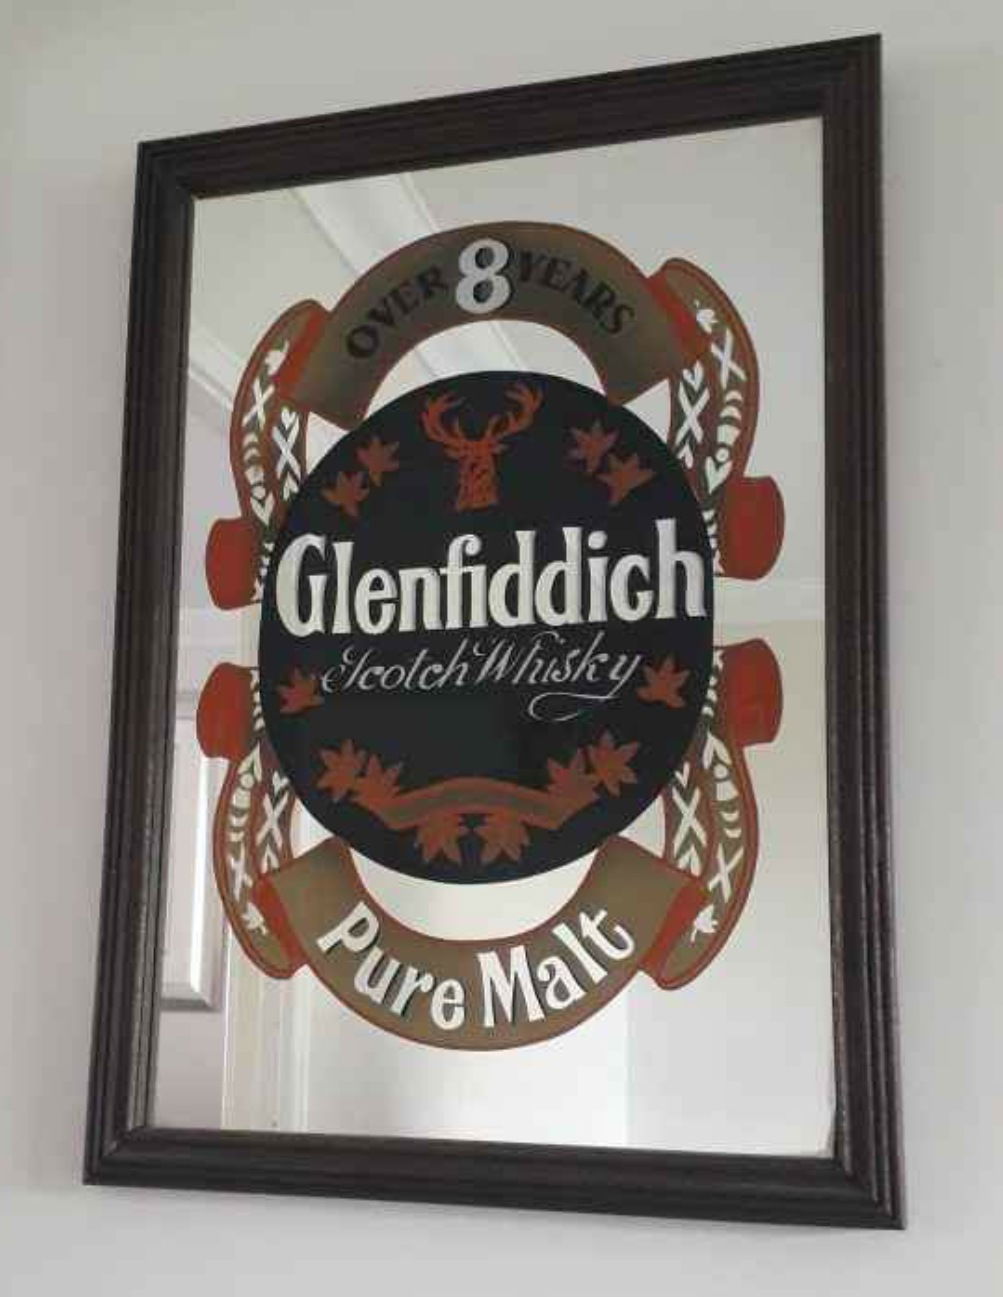 OVER 8 YEARS
Glenfiddich
Scotch Whisky
Pure Malt